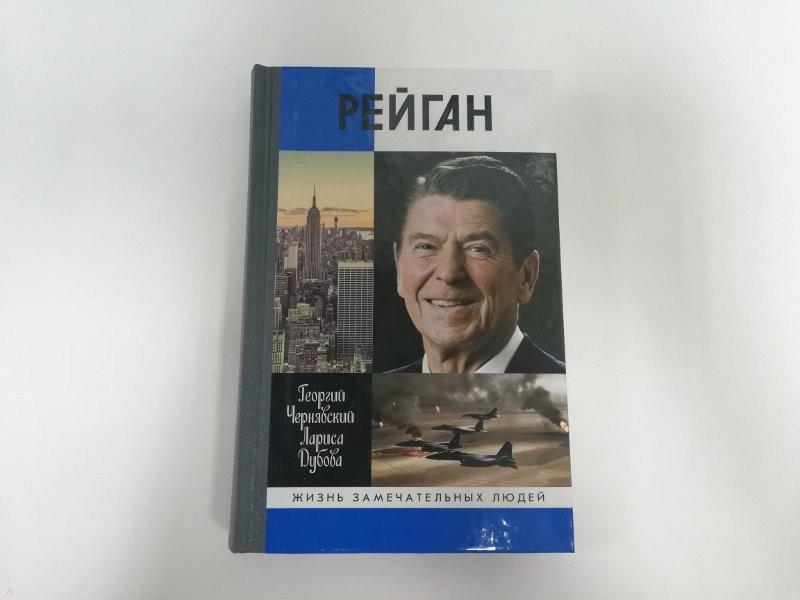 РЕЙГАН
Георгий
Чернявский
Лариса
Дубова
ЖИЗНЬ ЗАМЕЧАТЕЛЬНЫХ ЛЮДЕЙ